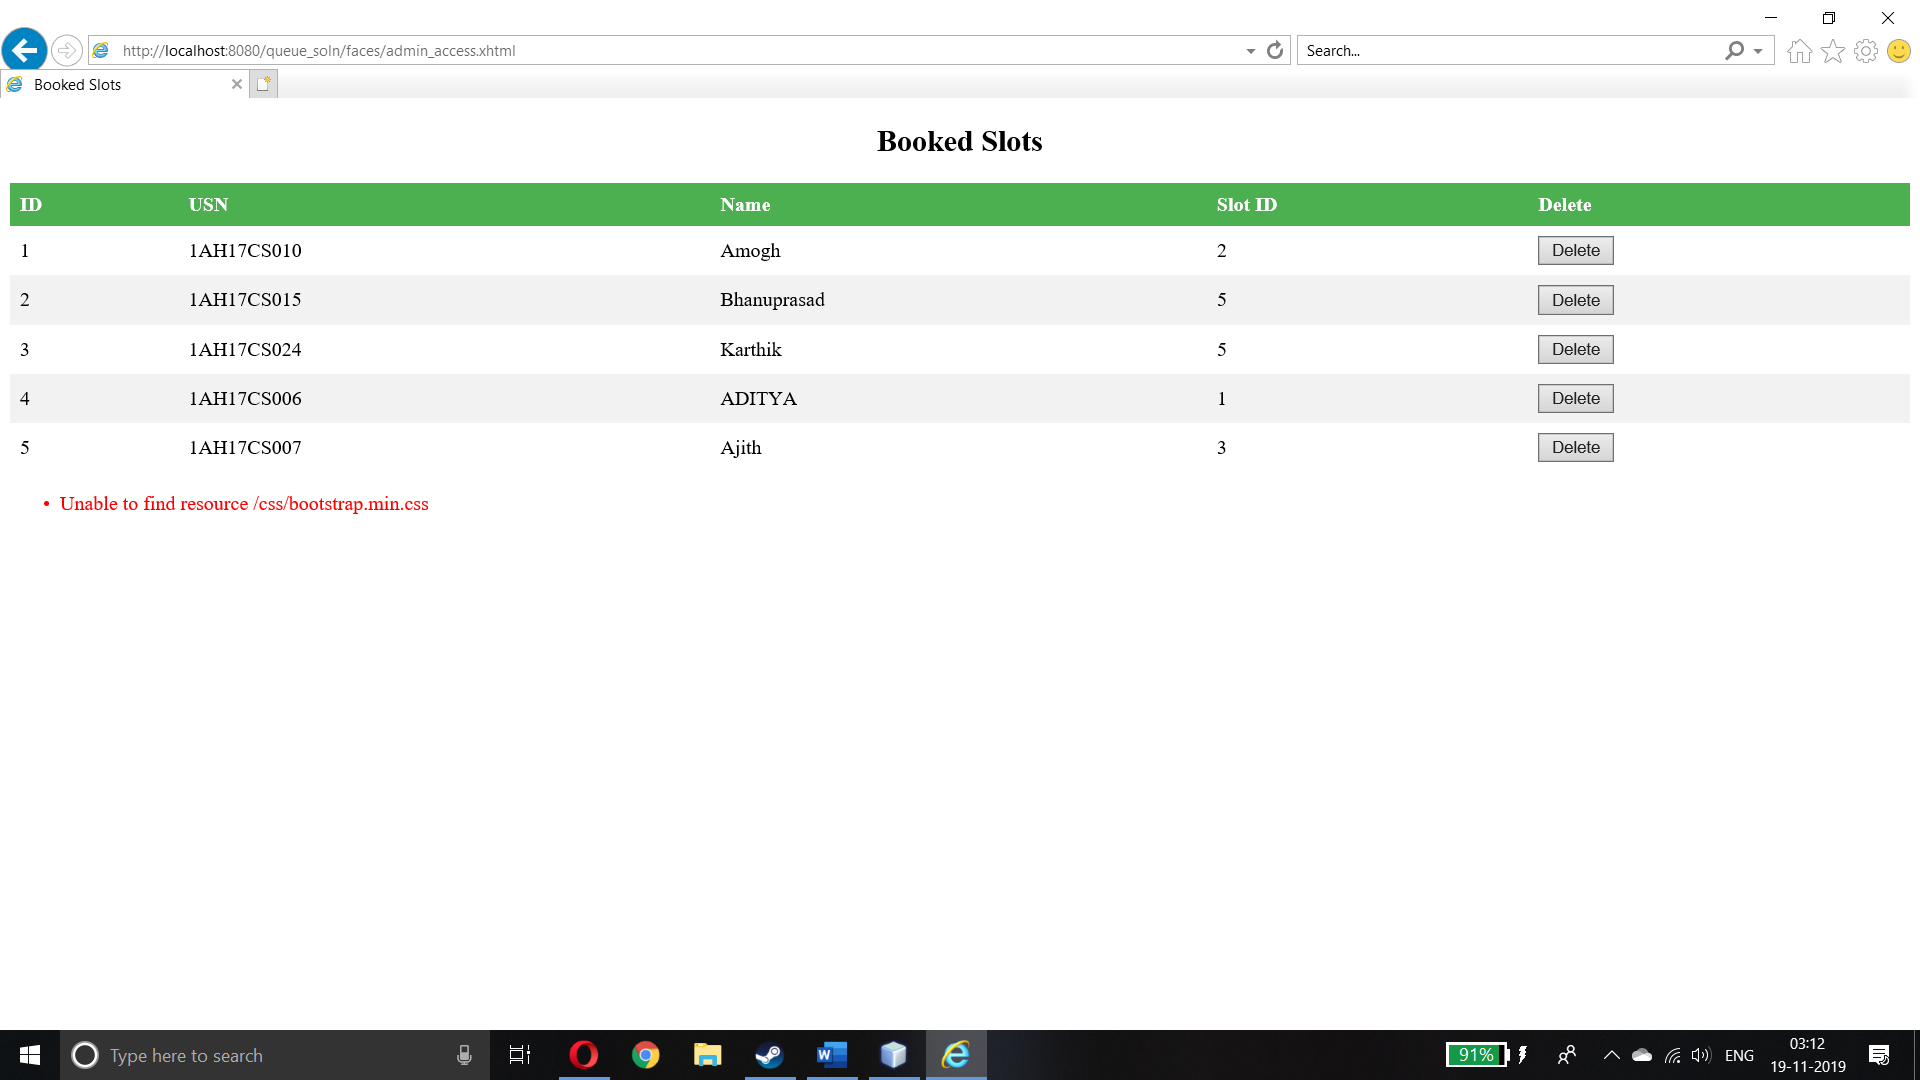 http://localhost:8080/queue_soln/faces/admin_access.xhtml
Search...
Booked Slots
Booked Slots
ID USN Name Slot ID Delete
1 1AH17CS010 Amogh 2 Delete
2 1AH17CS015 Bhanuprasad 5 Delete
3 1AH17CS024 Karthik 5 Delete
4 1AH17CS006 ADITYA 1 Delete
5 1AH17CS007 Ajith 3 Delete
• Unable to find resource /css/bootstrap.min.css
Type here to search
91%
ENG
03:12
19-11-2019